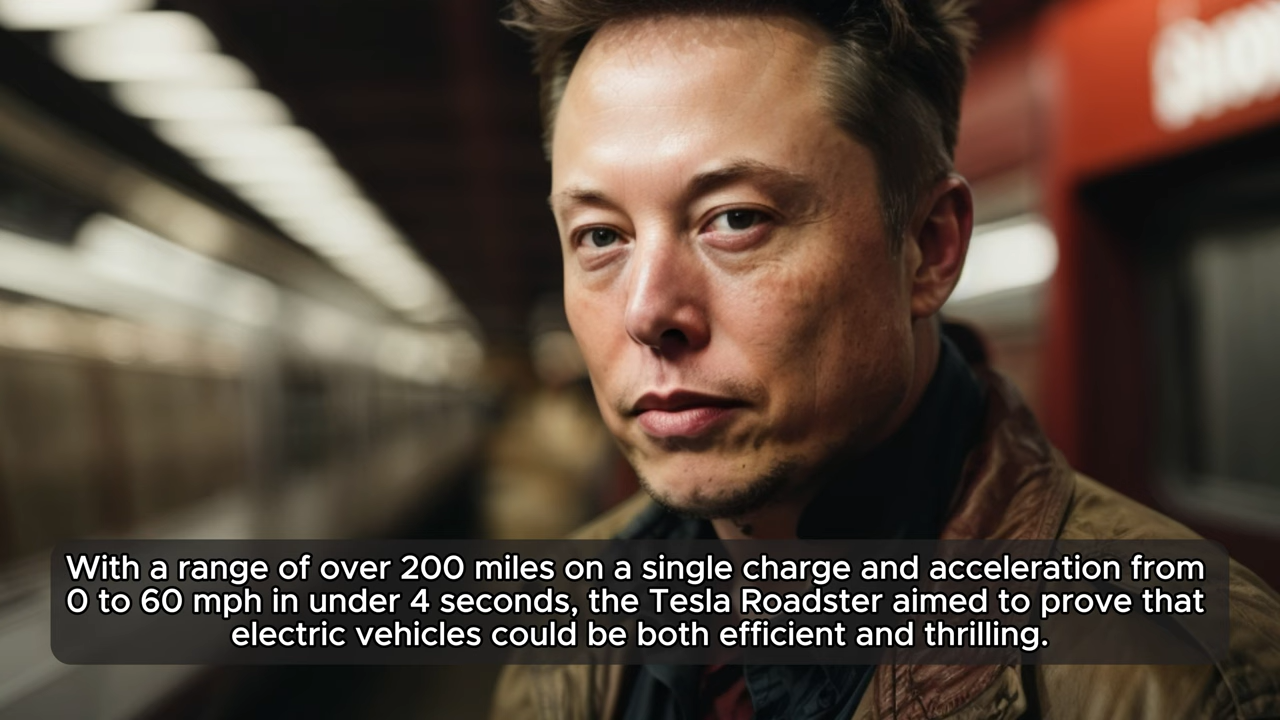 With a range of over 200 miles on a single charge and acceleration from
0 to 60 mph in under 4 seconds, the Tesla Roadster aimed to prove that
electric vehicles could be both efficient and thrilling.